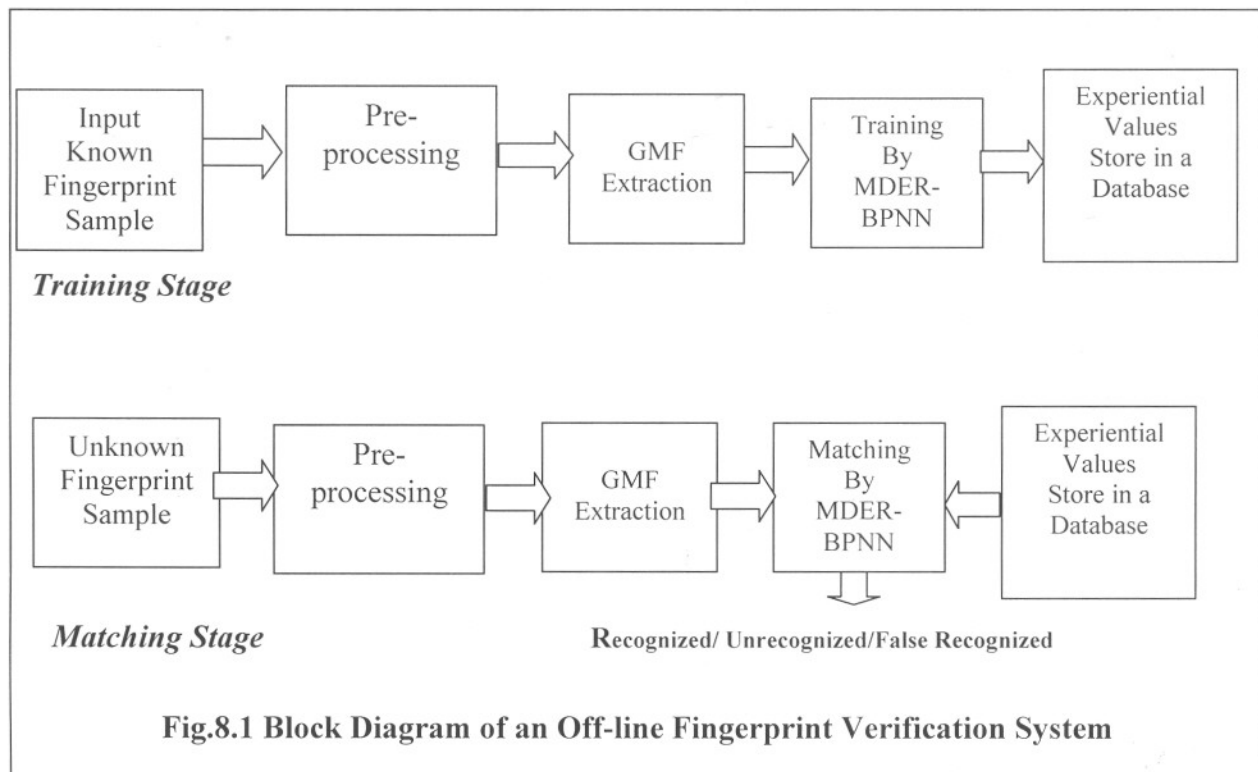 Input
Known
Fingerprint
Sample
Pre-
processing
GMF
Extraction
Training
By
MDER-
BPNN
Experiential
Values
Store in a
Database
Training Stage
Unknown
Fingerprint
Sample
Pre-
processing
GMF
Extraction
Matching
By
MDER-
BPNN
Experiential
Values
Store in a
Database
Matching Stage
Recognized/ Unrecognized/False Recognized
Fig.8.1 Block Diagram of an Off-line Fingerprint Verification System